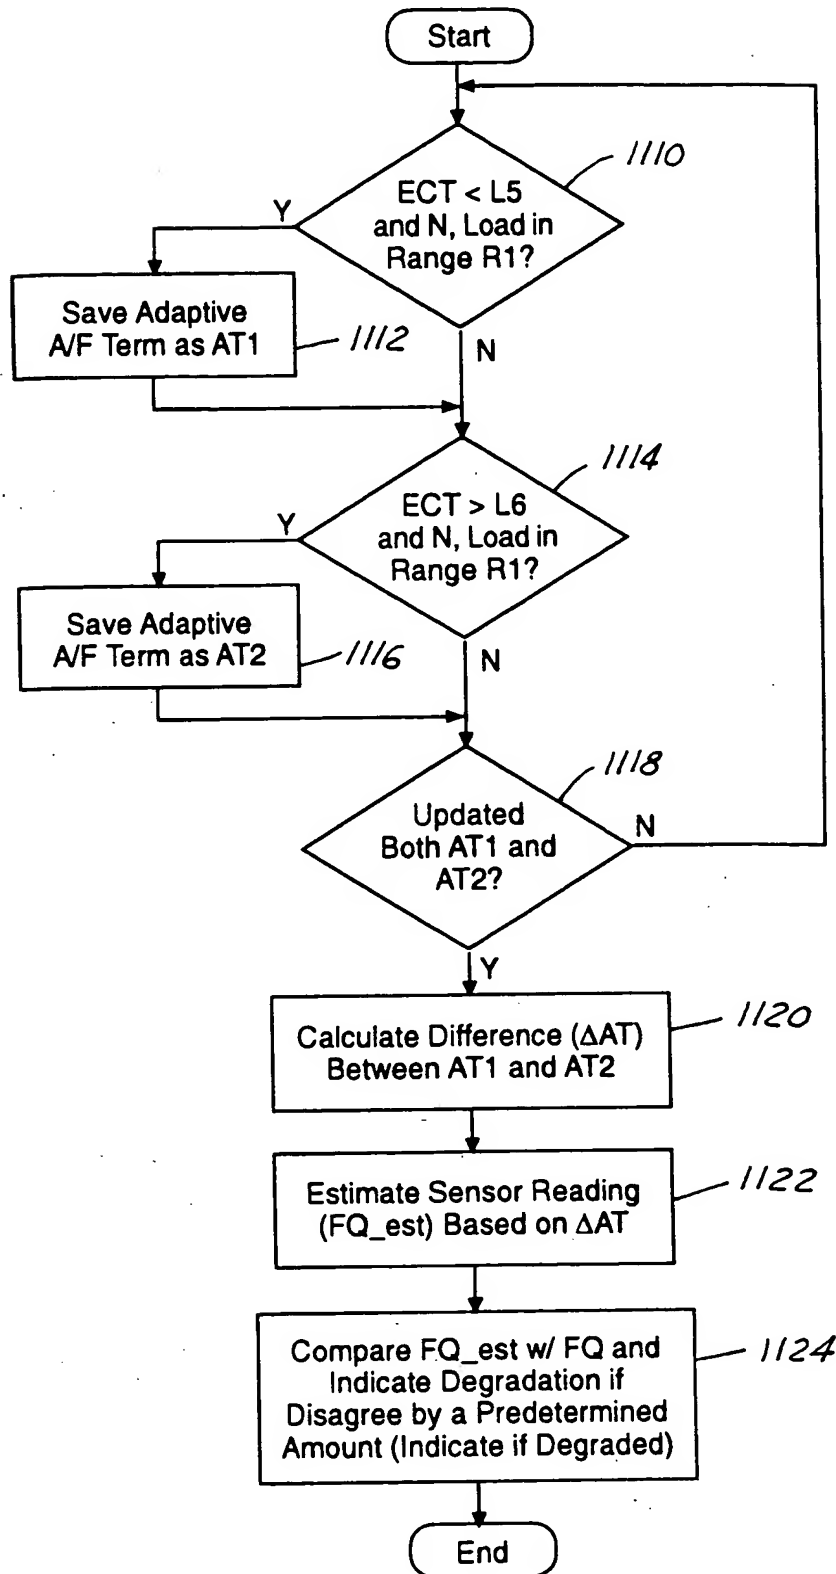 Start
1110
ECT < L5
and N, Load in
Range R1?
Y
Save Adaptive
A/F Term as AT1
1112
N
1114
ECT > L6
and N, Load in
Range R1?
Y
Save Adaptive
A/F Term as AT2
1116
N
1118
Updated
Both AT1 and
AT2?
N
Y
Calculate Difference (ΔAT)
Between AT1 and AT2
1120
Estimate Sensor Reading
(FQ_est) Based on ΔAT
1122
Compare FQ_est w/ FQ and
Indicate Degradation if
Disagree by a Predetermined
Amount (Indicate if Degraded)
1124
End